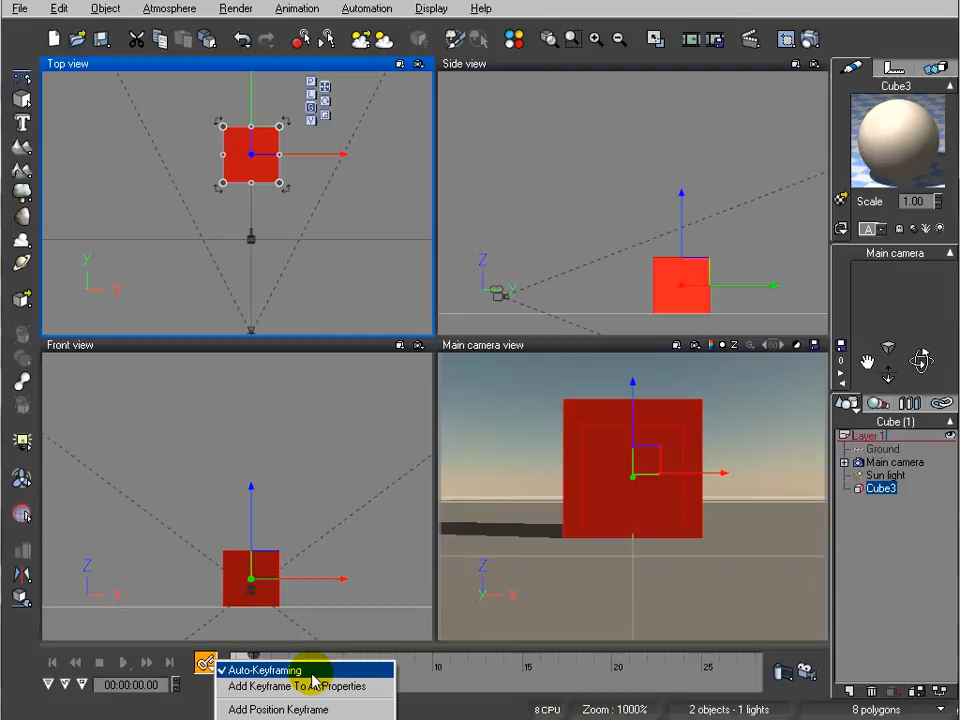 File Edit Object Atmosphere Render Animation Automation Display Help
Top view
Side view
Cube3
Scale 1.00
A
Main camera
0
Front view
Main camera view
Z
Cube (1)
Layer 1
Ground
Main camera
Sun light
Cube3
P
G
V
Y
X
Z
Y
Z
X
Z
Y
X
10 15 20 25
00:00:00.00
Auto-Keyframing
Add Keyframe To Properties
Add Position Keyframe
8 CPU
Zoom : 1000%
2 objects - 1 lights
8 polygons